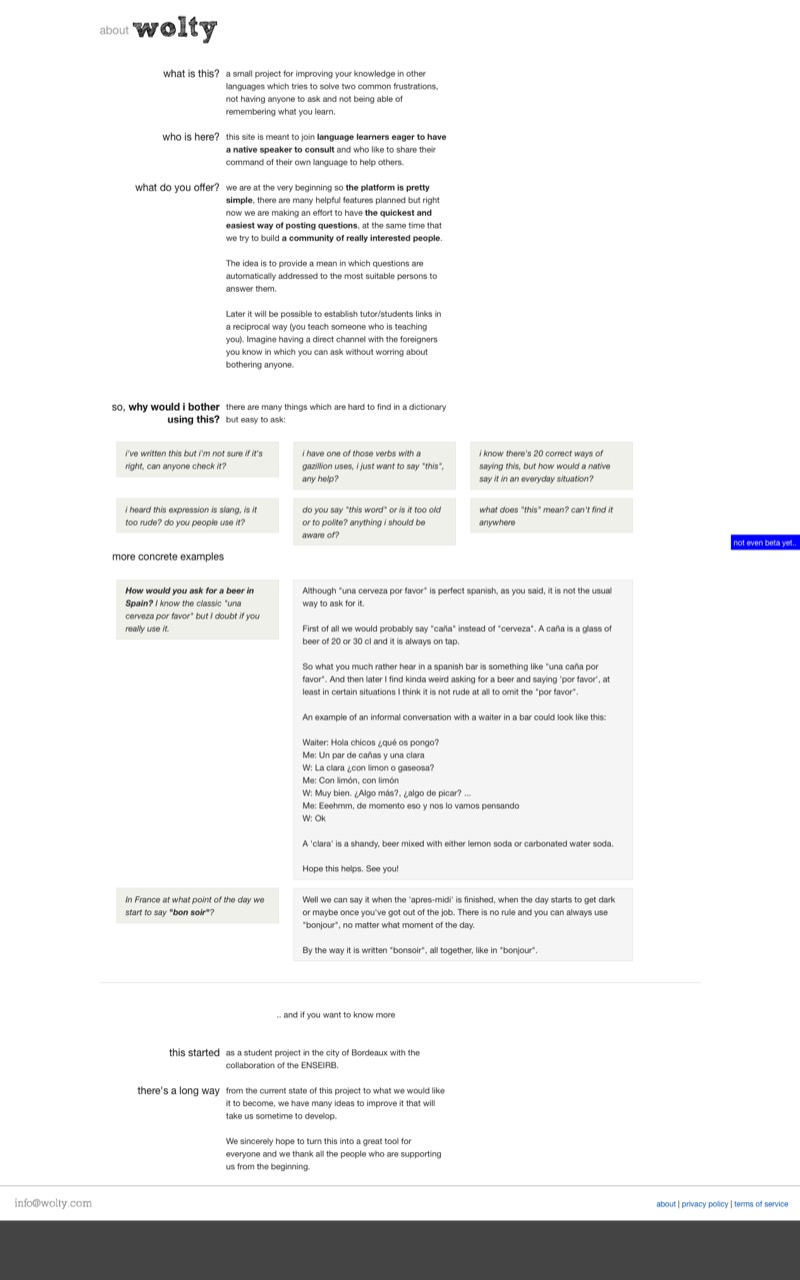 about wolty
what is this? a small project for improving your knowledge in other
languages which tries to solve two common frustrations,
not having anyone to ask and not being able of
remembering what you learn.
who is here? this site is meant to join language learners eager to have
a native speaker to consult and who like to share their
command of their own language to help others.
what do you offer? we are at the very beginning so the platform is pretty
simple, there are many helpful features planned but right
now we are making an effort to have the quickest and
easiest way of posting questions, at the same time that
we try to build a community of really interested people.
The idea is to provide a mean in which questions are
automatically addressed to the most suitable persons to
answer them.
Later it will be possible to establish tutor/students links in
a reciprocal way (you teach someone who is teaching
you). Imagine having a direct channel with the foreigners
you know in which you can ask without worring about
bothering anyone.
so, why would i bother
using this?
there are many things which are hard to find in a dictionary
but easy to ask:
i've written this but i'm not sure if it's
right, can anyone check it?
i have one of those verbs with a
gazillion uses, i just want to say "this",
any help?
i know there's 20 correct ways of
saying this, but how would a native
say it in an everyday situation?
i heard this expression is slang, is it
too rude? do you people use it?
do you say "this word" or is it too old
or to polite? anything i should be
aware of?
what does "this" mean? can't find it
anywhere
not even beta yet..
more concrete examples
How would you ask for a beer in
Spain? I know the classic "una
cerveza por favor" but I doubt if you
really use it.
Although "una cerveza por favor" is perfect spanish, as you said, it is not the usual
way to ask for it.
First of all we would probably say "caña" instead of "cerveza". A caña is a glass of
beer of 20 or 30 cl and it is always on tap.
So what you much rather hear in a spanish bar is something like "una caña por
favor". And then later I find kinda weird asking for a beer and saying 'por favor', at
least in certain situations I think it is not rude at all to omit the "por favor".
An example of an informal conversation with a waiter in a bar could look like this:
Waiter: Hola chicos ¿qué os pongo?
Me: Un par de cañas y una clara
W: La clara ¿con limon o gaseosa?
Me: Con limón, con limón
W: Muy bien. ¿Algo más?, ¿algo de picar? ...
Me: Eeehmm, de momento eso y nos lo vamos pensando
W: Ok
A 'clara' is a shandy, beer mixed with either lemon soda or carbonated water soda.
Hope this helps. See you!
In France at what point of the day we
start to say "bon soir"?
Well we can say it when the 'apres-midi' is finished, when the day starts to get dark
or maybe once you've got out of the job. There is no rule and you can always use
"bonjour", no matter what moment of the day.
By the way it is written "bonsoir", all together, like in "bonjour".
.. and if you want to know more
this started as a student project in the city of Bordeaux with the
collaboration of the ENSEIRB.
there's a long way from the current state of this project to what we would like
it to become, we have many ideas to improve it that will
take us sometime to develop.
We sincerely hope to turn this into a great tool for
everyone and we thank all the people who are supporting
us from the beginning.
info@wolty.com
about | privacy policy | terms of service